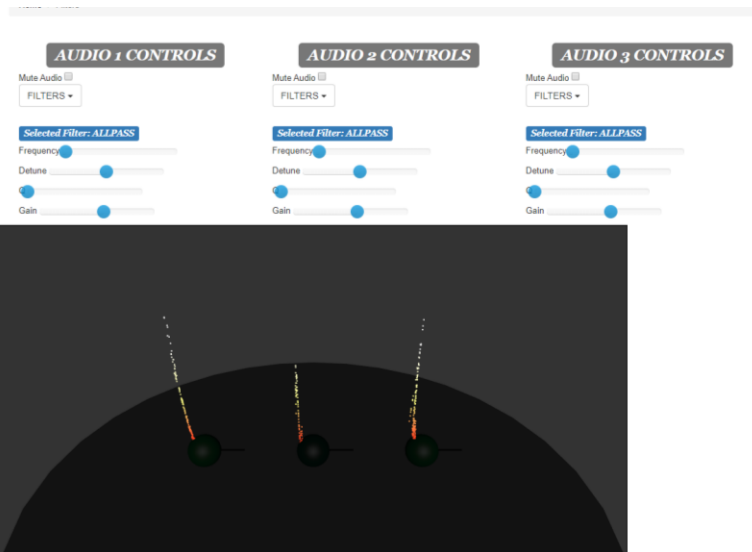 AUDIO 1 CONTROLS
Mute Audio
FILTERS
Selected Filter: ALLPASS
Frequency
Detune
Gain
AUDIO 2 CONTROLS
Mute Audio
FILTERS
Selected Filter: ALLPASS
Frequency
Detune
Gain
AUDIO 3 CONTROLS
Mute Audio
FILTERS
Selected Filter: ALLPASS
Frequency
Detune
Gain